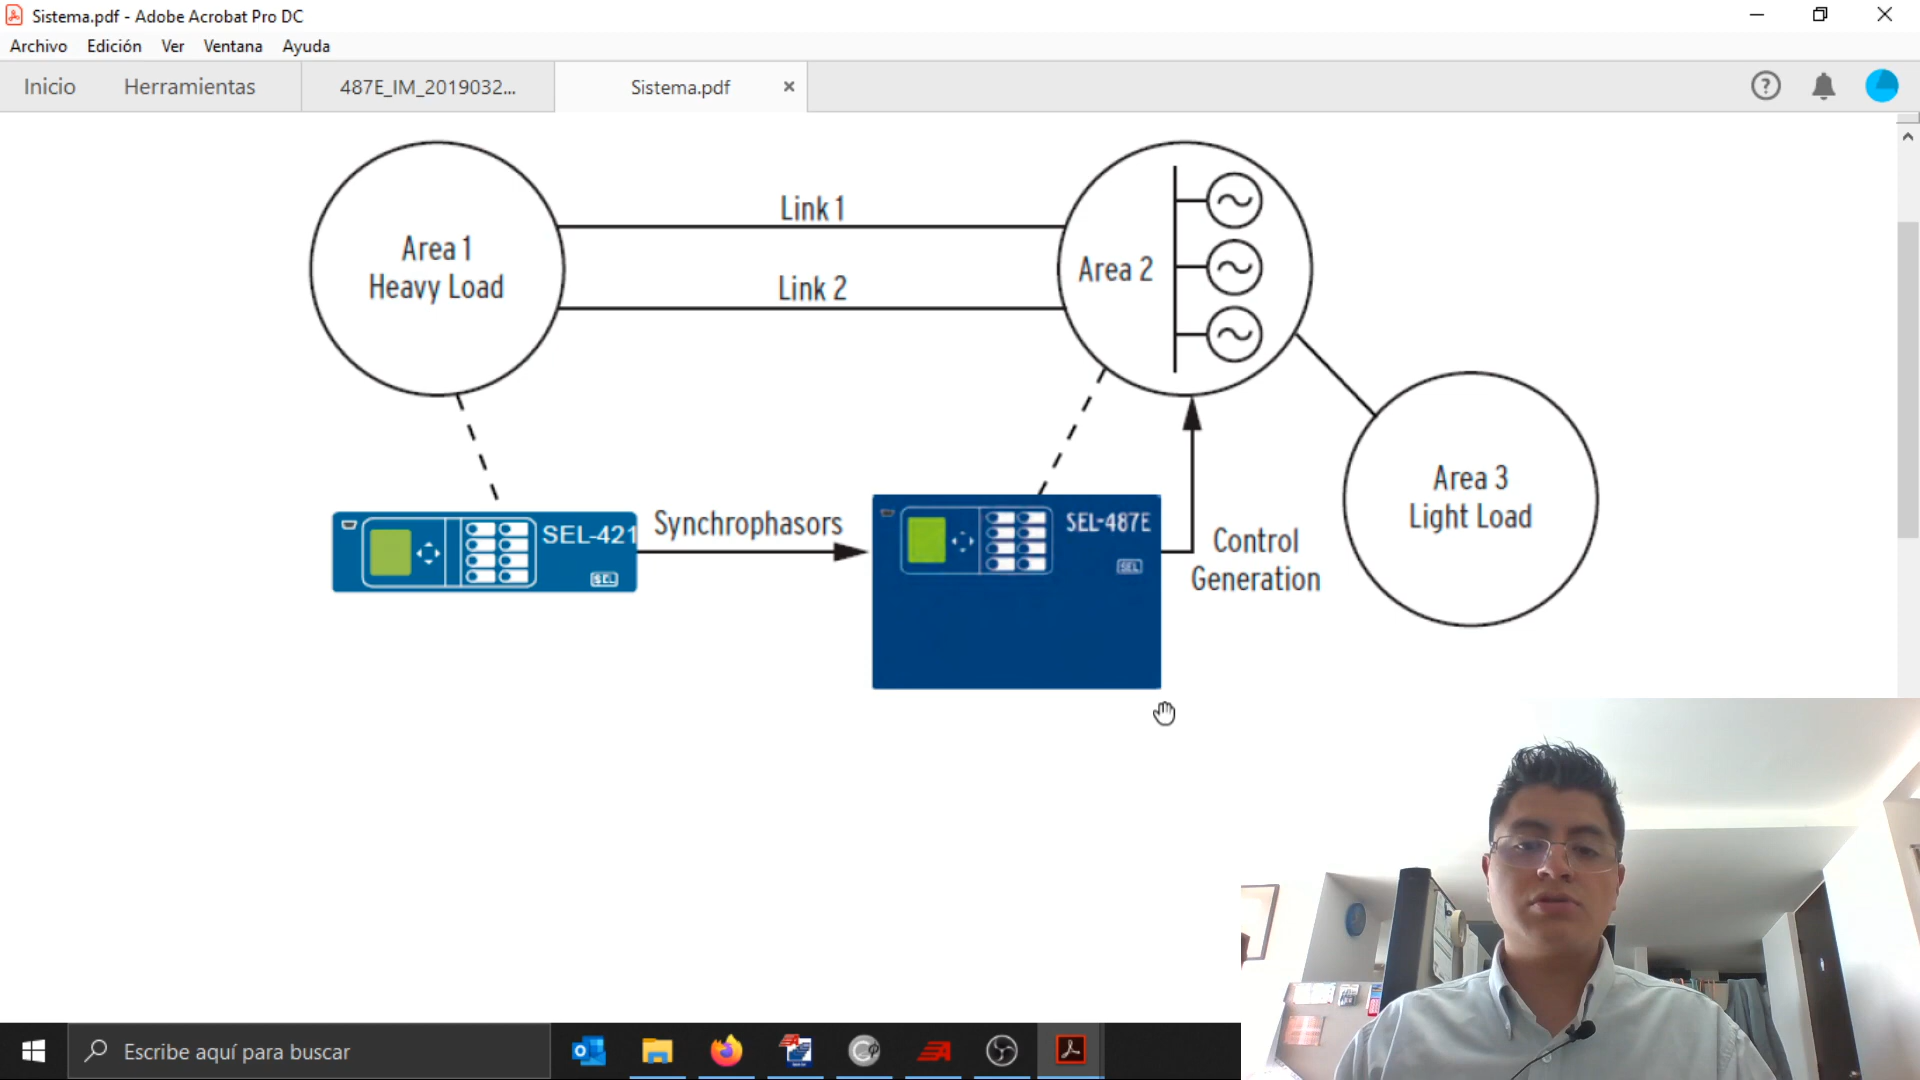 Sistema.pdf - Adobe Acrobat Pro DC
Archivo Edición Ver Ventana Ayuda
Inicio Herramientas 487E_IM_2019032... Sistema.pdf
Link 1
Area 1
Heavy Load
Area 2
Link 2
Area 3
Light Load
SEL-421
SEL
Synchrophasors
SEL-487E
SEL
Control
Generation
Escribe aquí para buscar